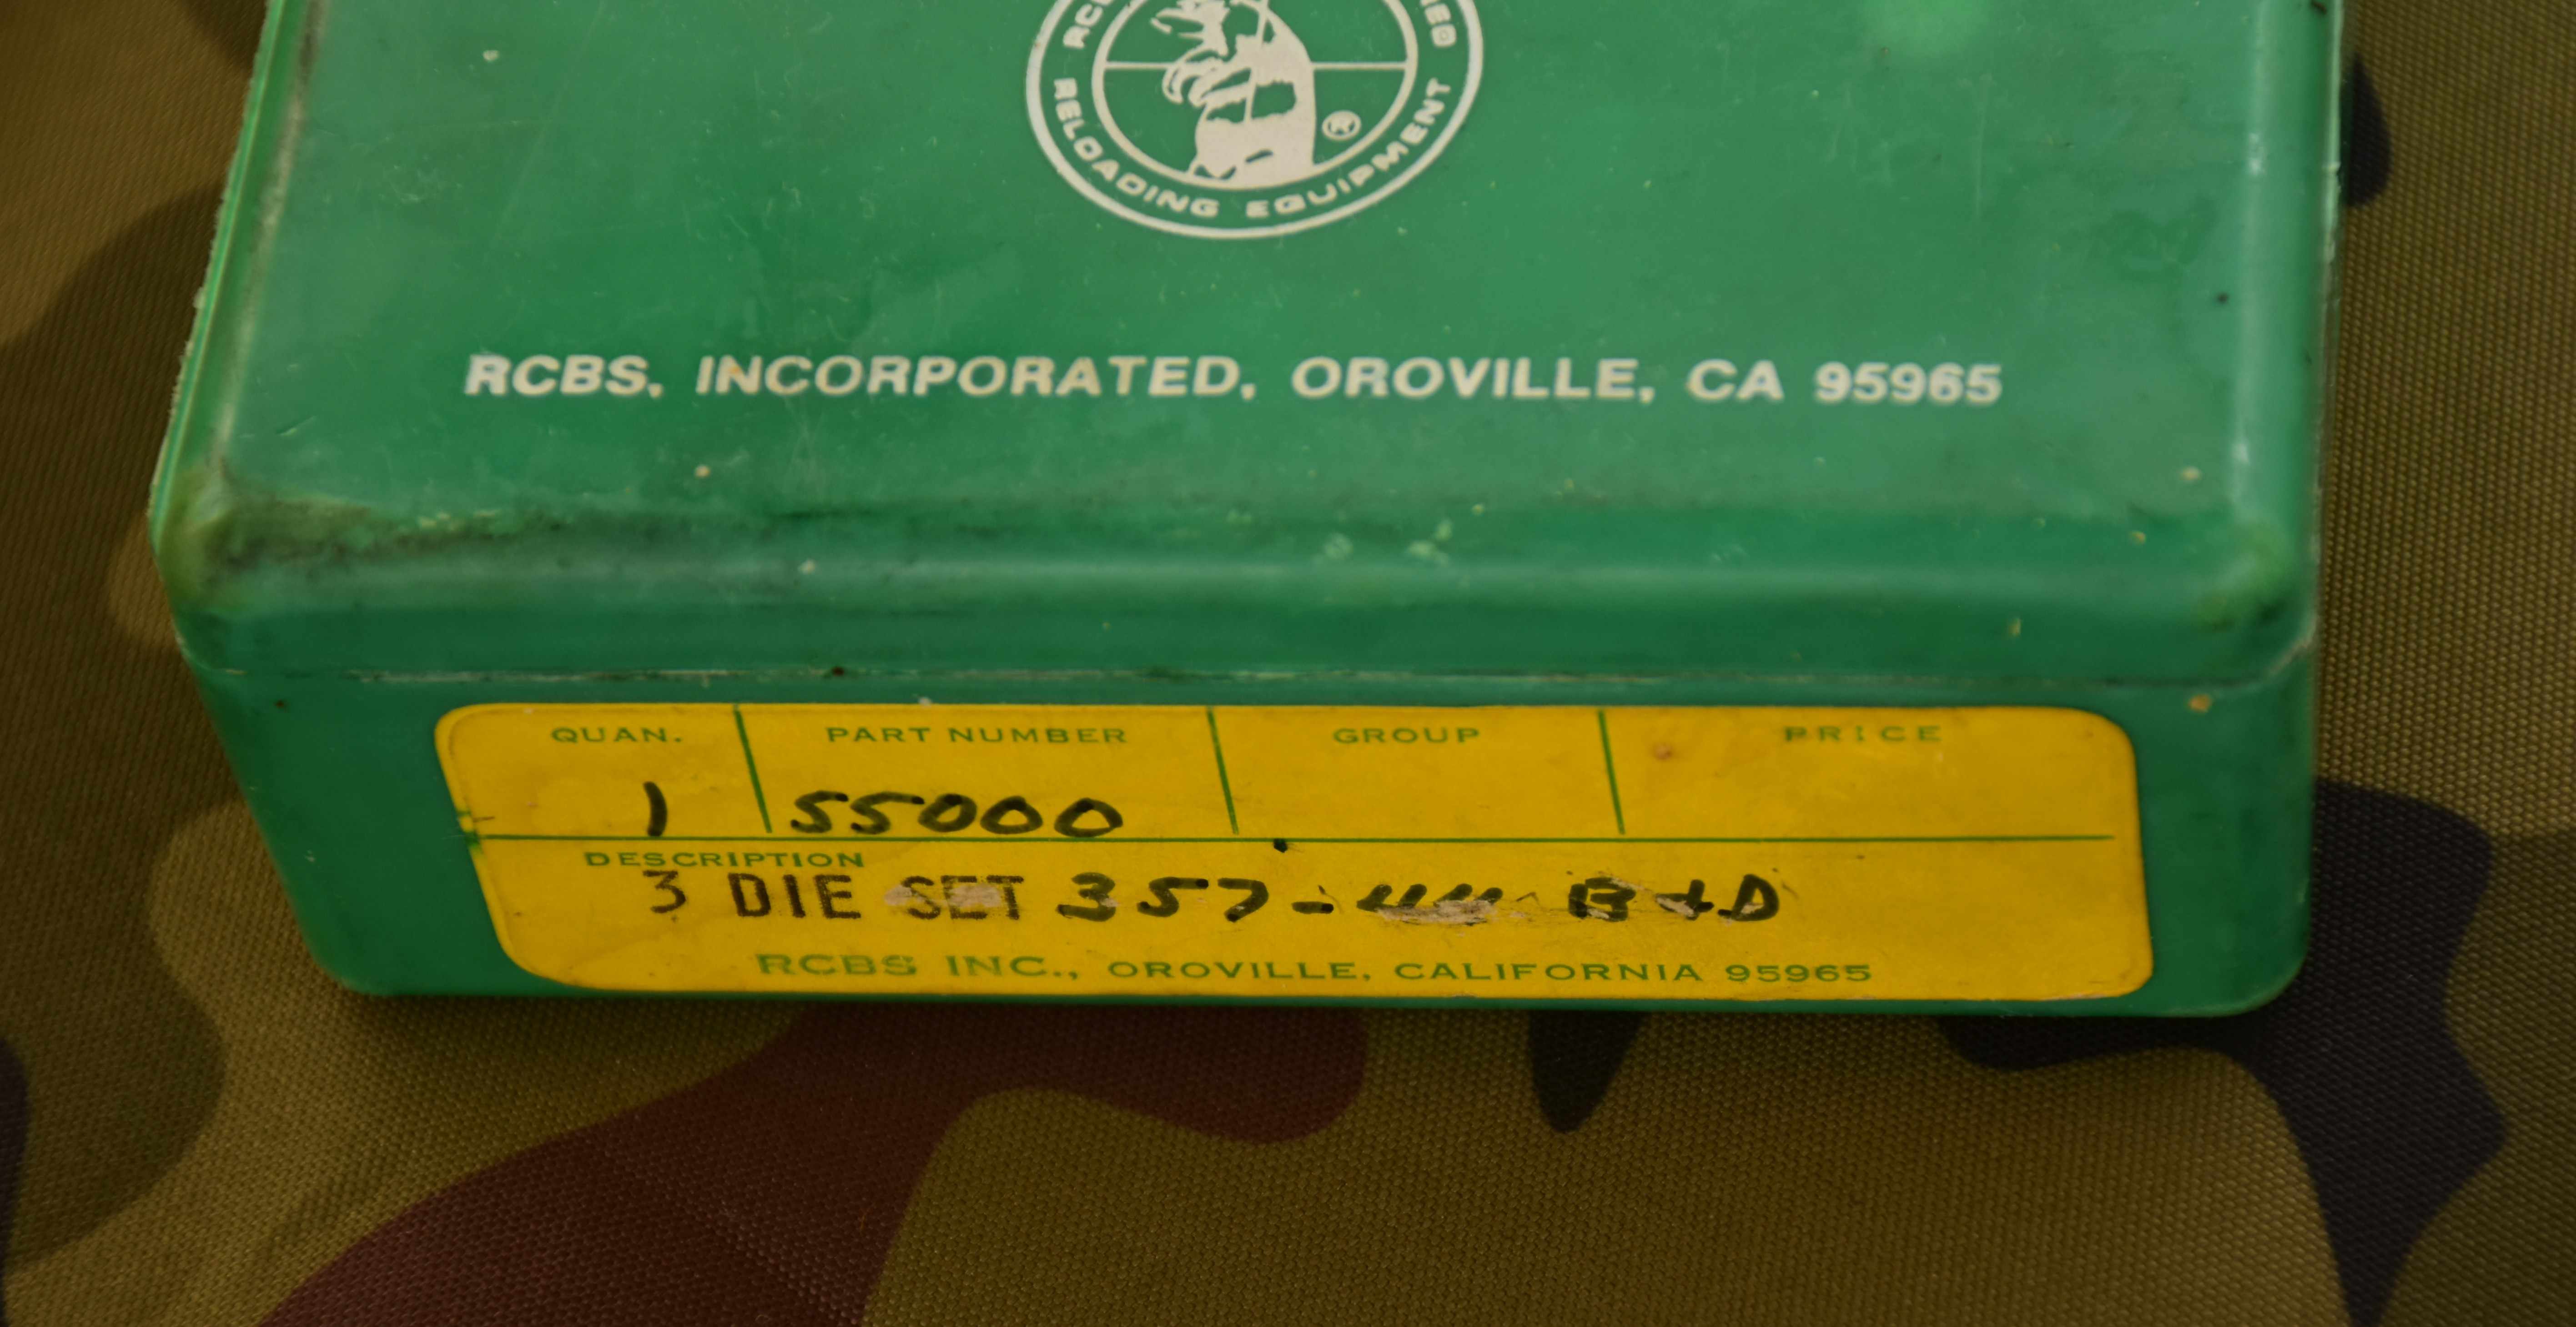 RELOADING EQUIPMENT
®
RCBS, INCORPORATED, OROVILLE, CA 95965
QUAN. PART NUMBER GROUP PRICE
1 55000
DESCRIPTION
3 DIE SET 357-44 B+D
RCBS INC., OROVILLE, CALIFORNIA 95965